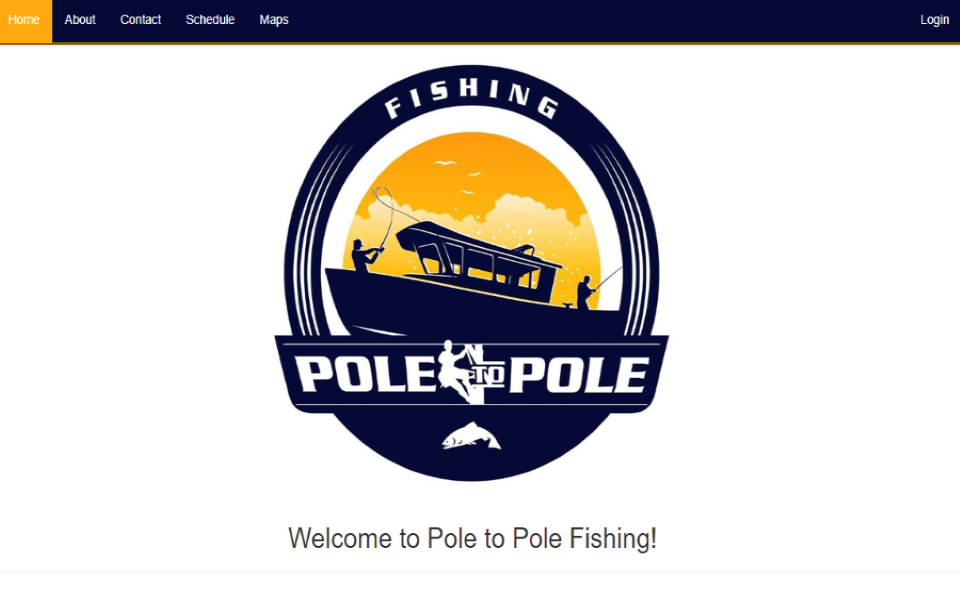 Home About Contact Schedule Maps Login
FISHING
POLE TO POLE
Welcome to Pole to Pole Fishing!